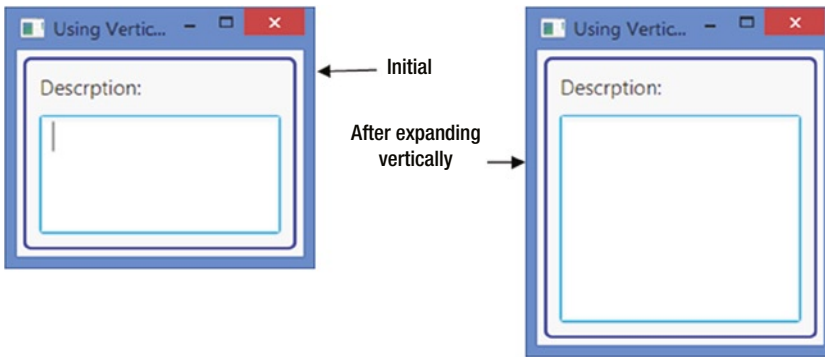 Using Vertic...
Descrption:
Initial
After expanding
vertically
Using Vertic...
Descrption: